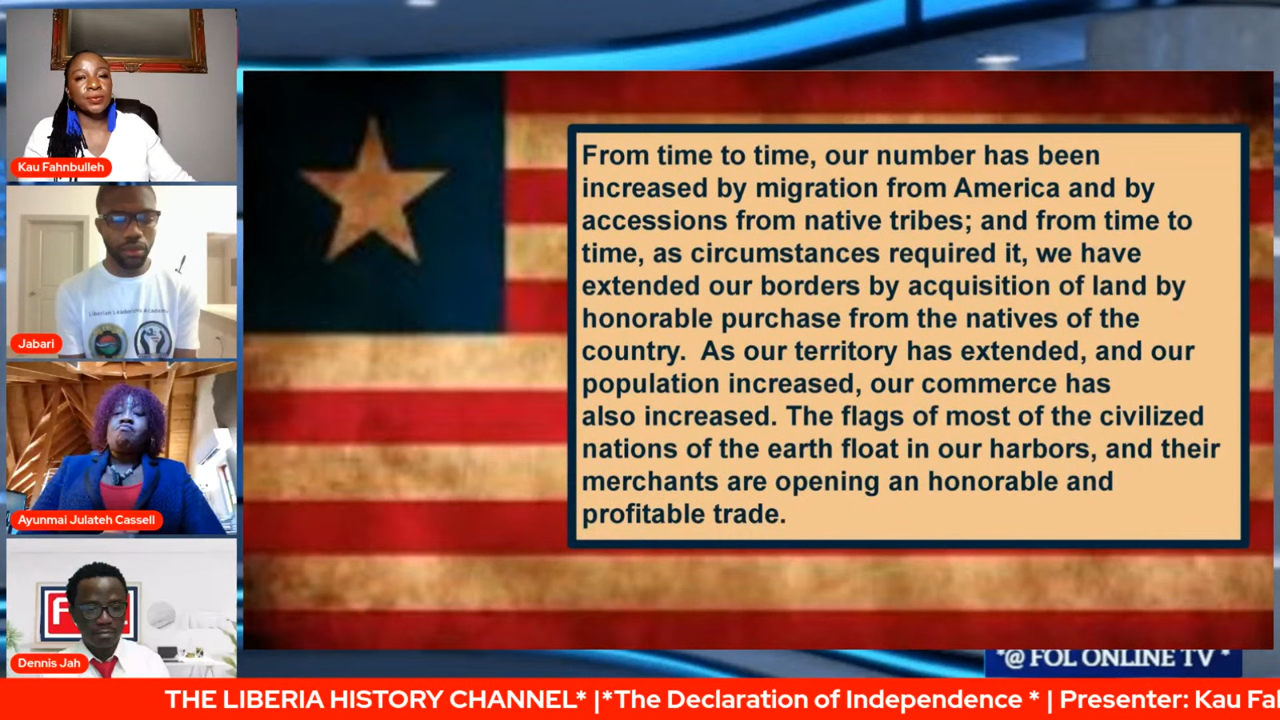 Kau Fahnbulleh
Jabari
Liberian Leadership Academy
Ayunmai Julateh Cassell
Dennis Jah
From time to time, our number has been
increased by migration from America and by
accessions from native tribes; and from time to
time, as circumstances required it, we have
extended our borders by acquisition of land by
honorable purchase from the natives of the
country. As our territory has extended, and our
population increased, our commerce has
also increased. The flags of most of the civilized
nations of the earth float in our harbors, and their
merchants are opening an honorable and
profitable trade.
*@ FOL ONLINE TV *
THE LIBERIA HISTORY CHANNEL* |*The Declaration of Independence * | Presenter: Kau Fal